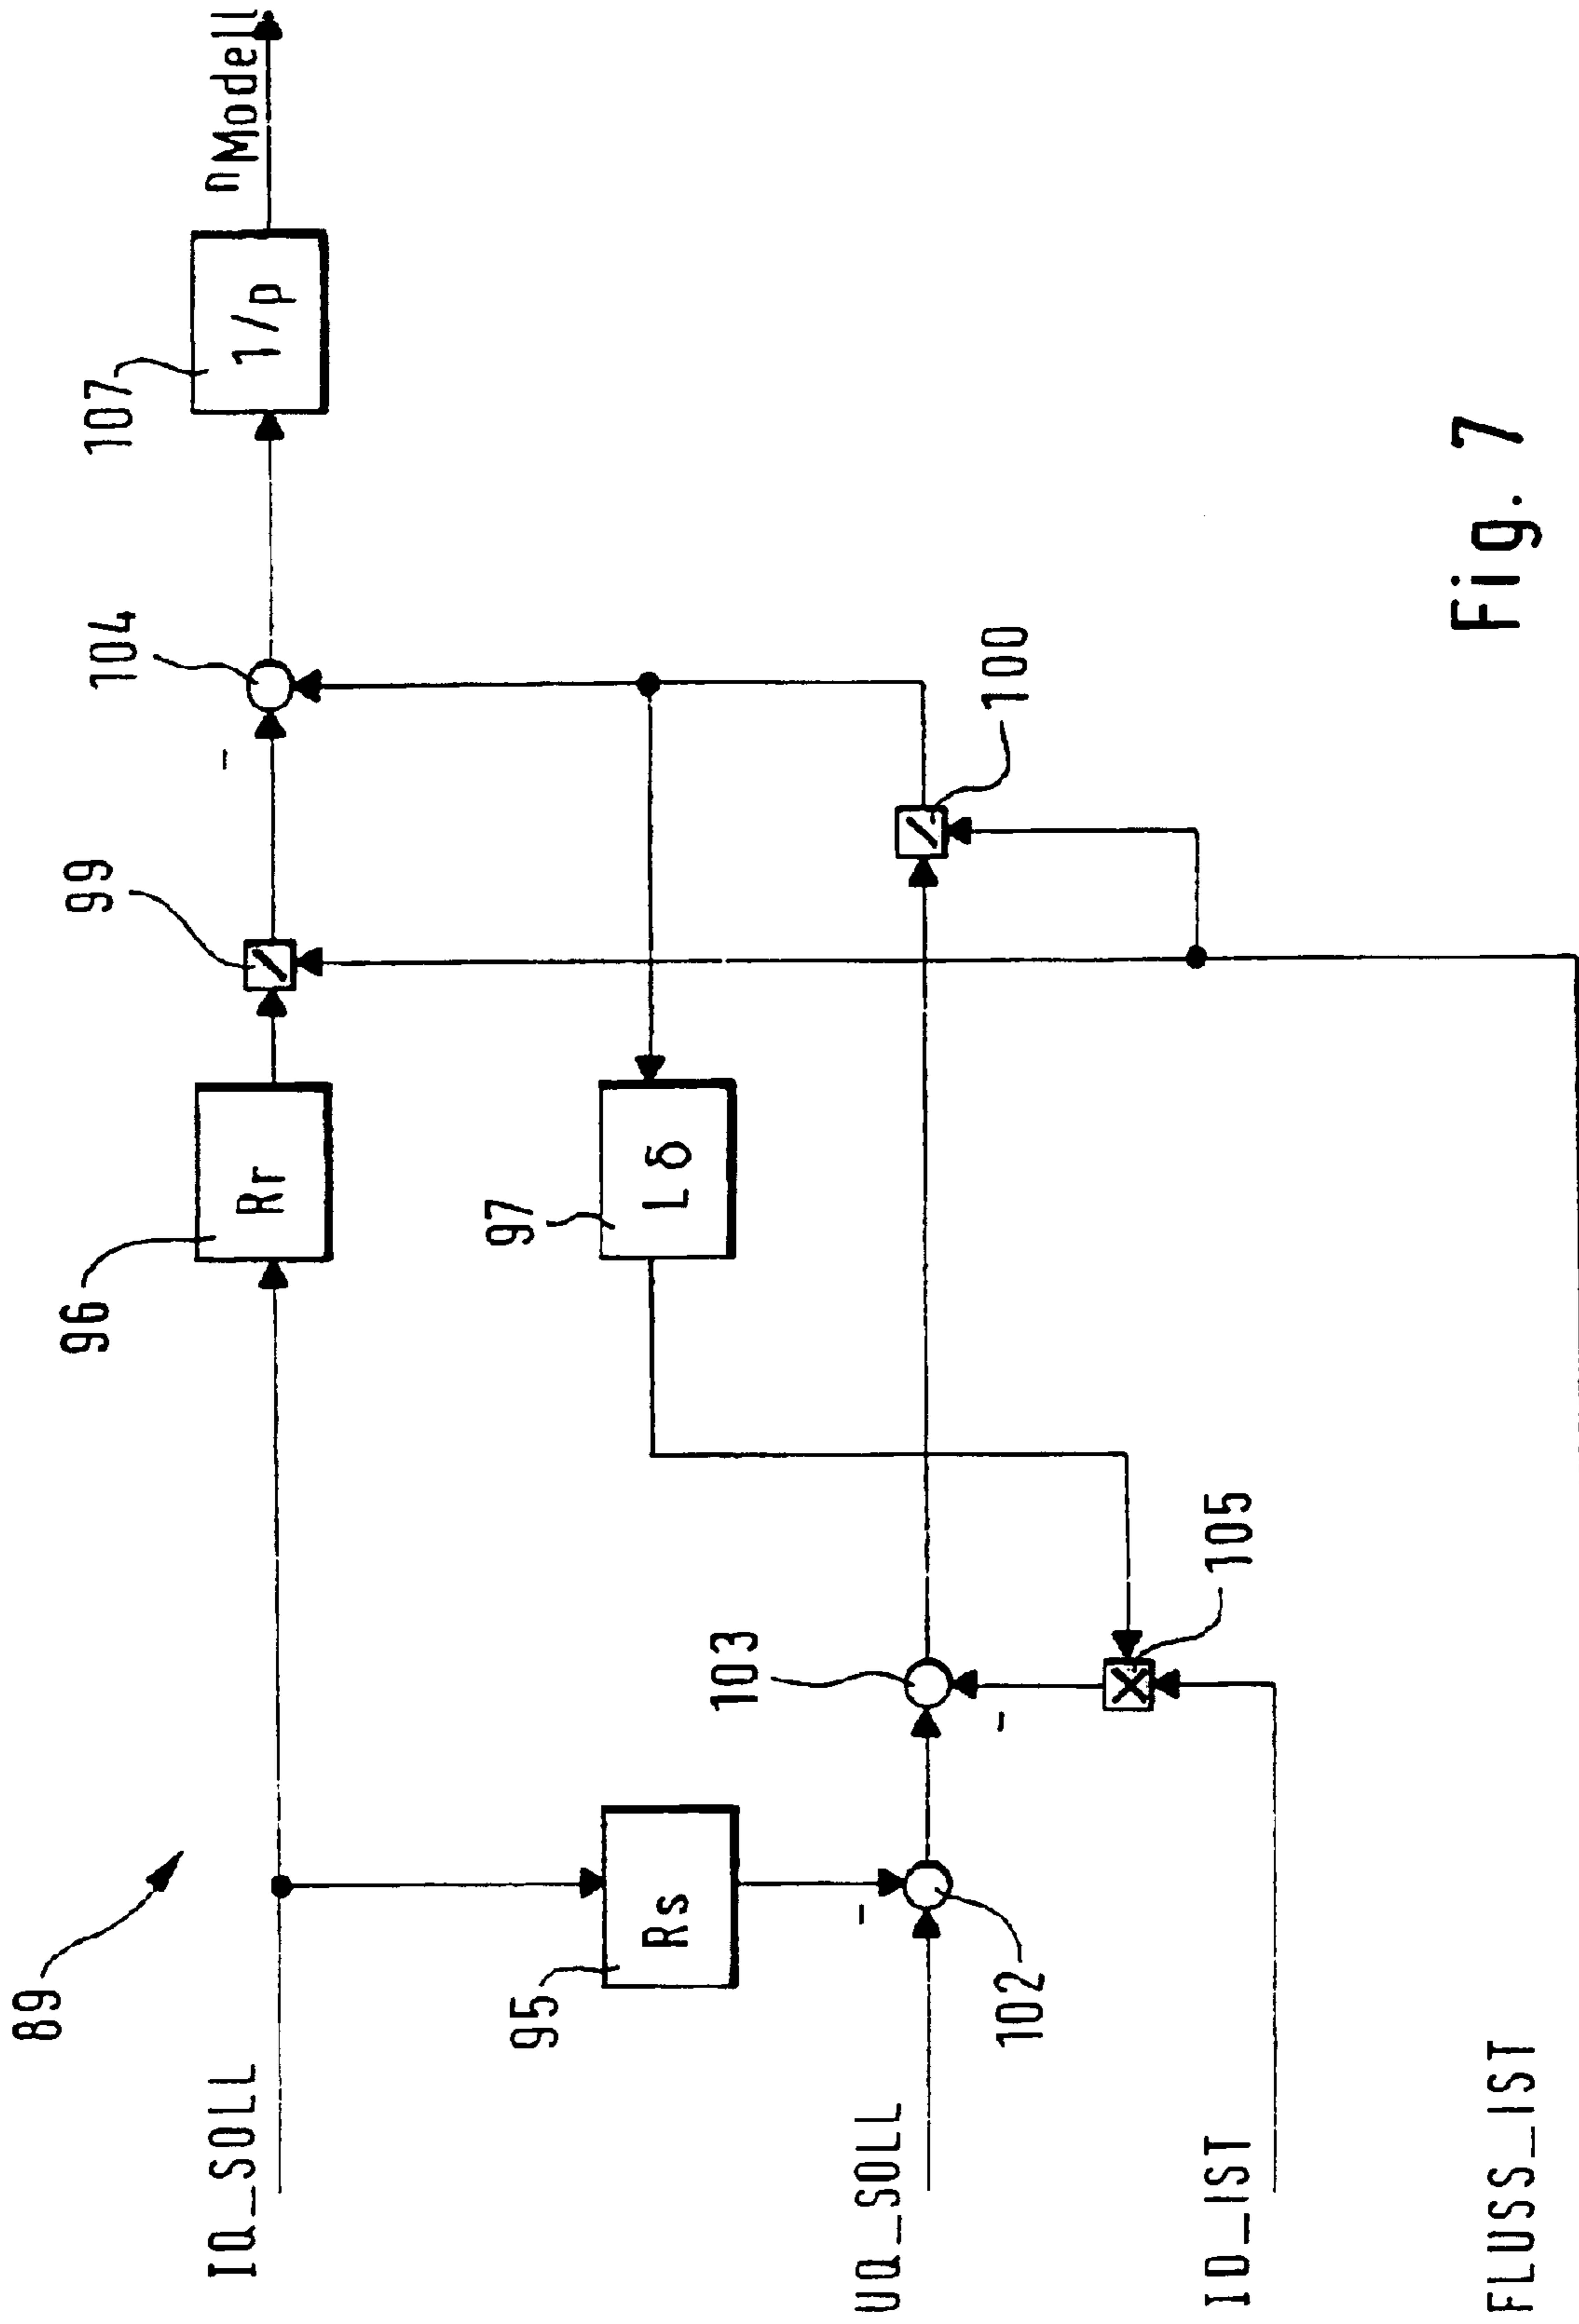 89
IQ_SOLL
96
Rr
99
-
104
107
1/p
nModell
95
Rs
97
Lδ
UQ_SOLL
-
102
103
-
100
ID_IST
105
FLUSS_IST
Fig. 7